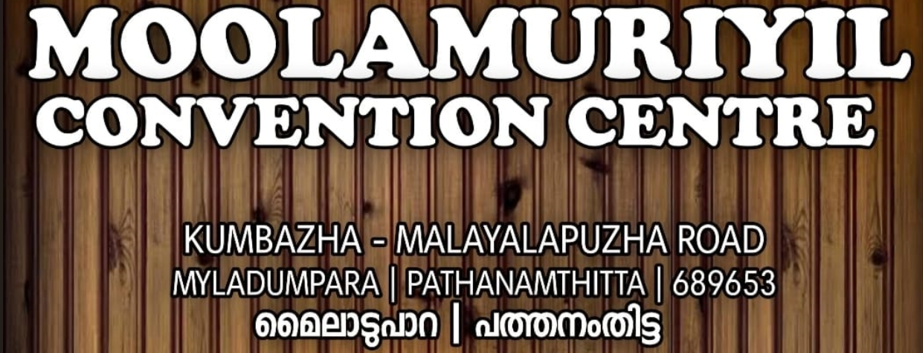 MOOLAMURIYIL
CONVENTION CENTRE
KUMBAZHA - MALAYALAPUZHA ROAD
MYLADUMPARA | PATHANAMTHITTA | 689653
മൈലാടുപാറ | പത്തനംതിട്ട